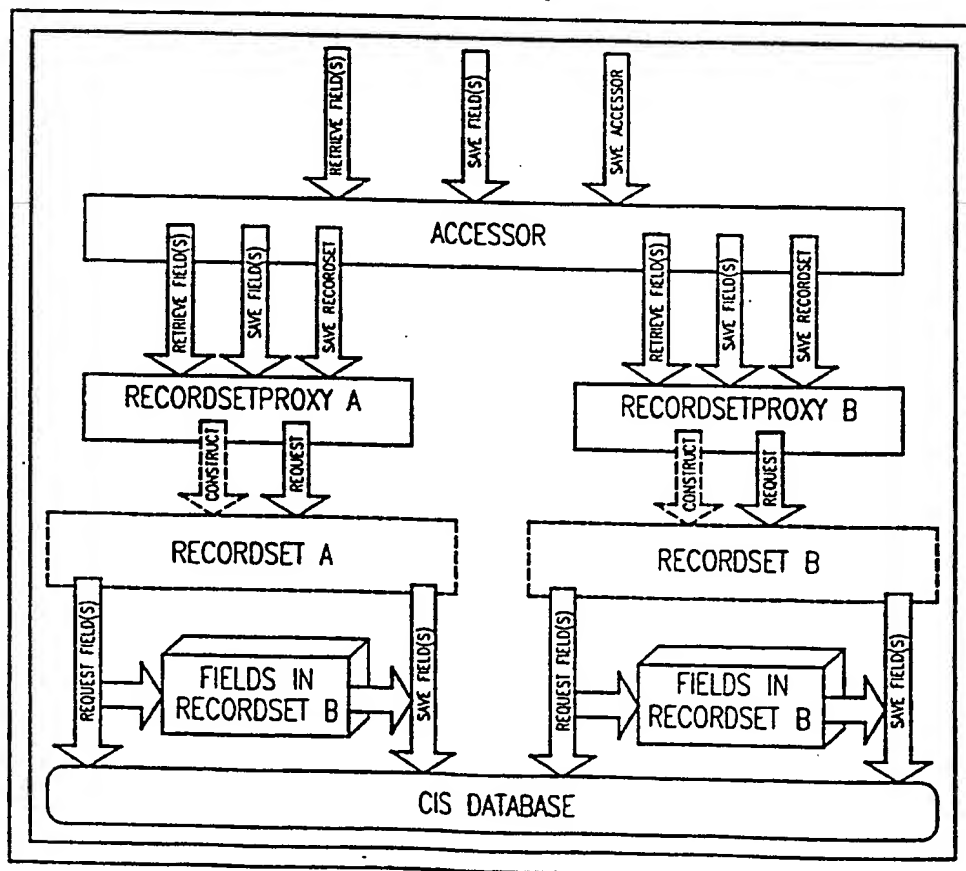 RETRIEVE FIELD(S)
SAVE FIELD(S)
SAVE ACCESSOR
ACCESSOR
RETRIEVE FIELD(S)
SAVE FIELD(S)
SAVE RECORDSET
RETRIEVE FIELD(S)
SAVE FIELD(S)
SAVE RECORDSET
RECORDSETPROXY A
RECORDSETPROXY B
CONSTRUCT
REQUEST
CONSTRUCT
REQUEST
RECORDSET A
RECORDSET B
REQUEST FIELD(S)
FIELDS IN
RECORDSET B
SAVE FIELD(S)
REQUEST FIELD(S)
FIELDS IN
RECORDSET B
SAVE FIELD(S)
CIS DATABASE